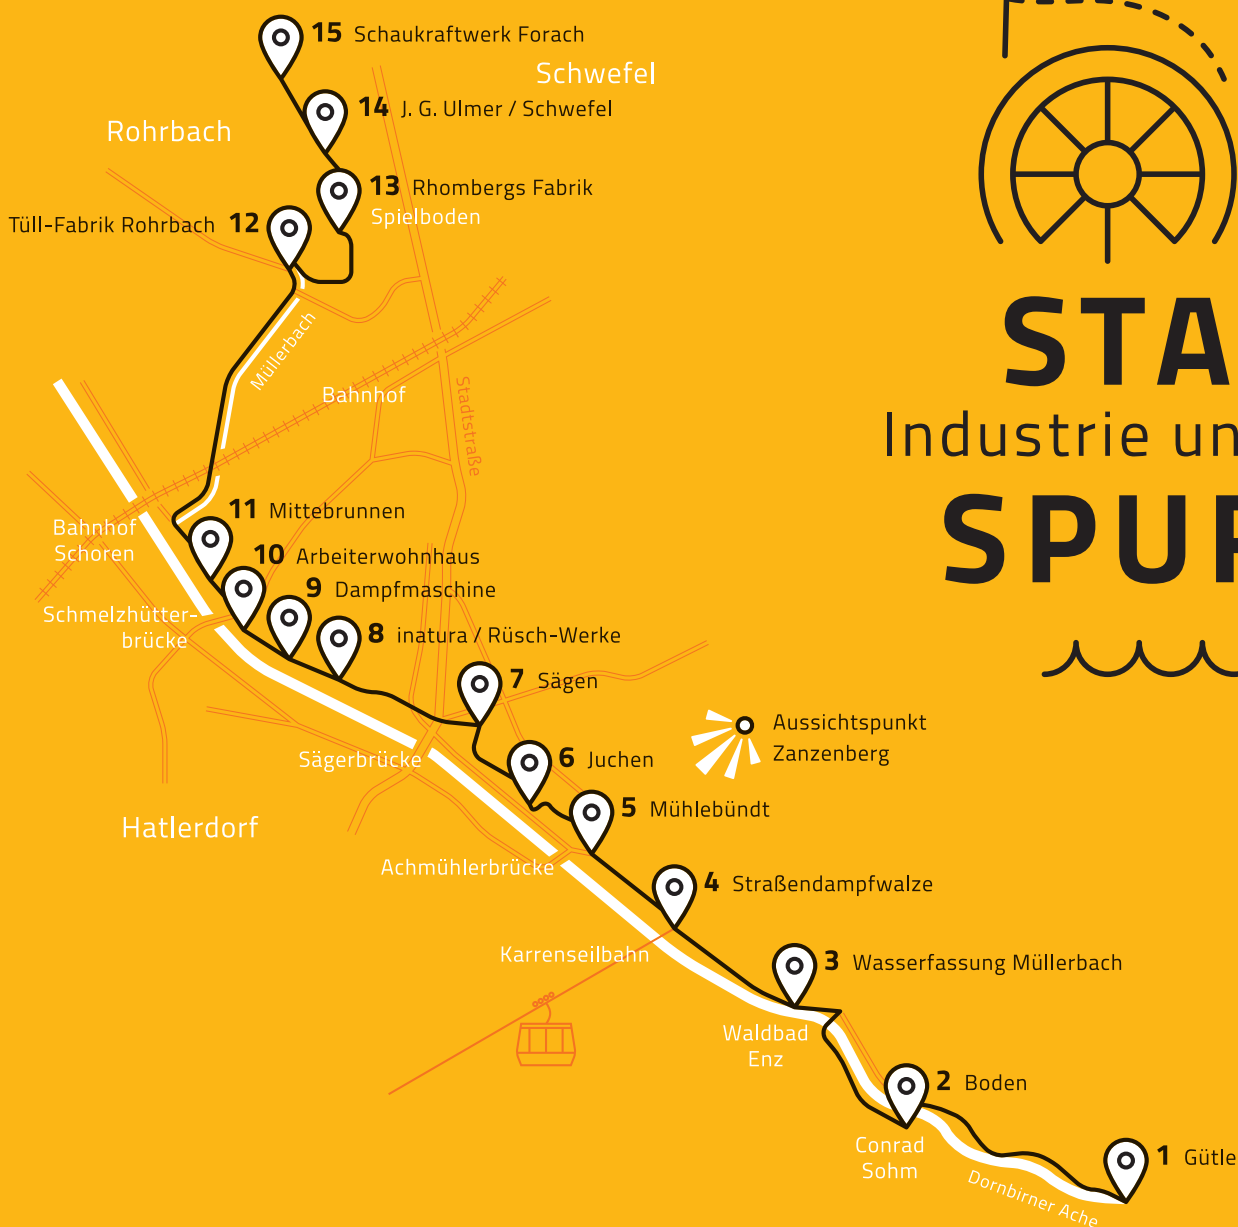 15 Schaukraftwerk Forach
Schwefel
14 J. G. Ulmer / Schwefel
Rohrbach
13 Rhombergs Fabrik
Spielboden
Tüll-Fabrik Rohrbach 12
Müllerbach
Bahnhof
Stadtstraße
STA
Industrie un
SPUR
11 Mittebrunnen
Bahnhof
Schoren
10 Arbeiterwohnhaus
9 Dampfmaschine
Schmelzhütter-
brücke
8 inatura / Rüsch-Werke
7 Sägen
Aussichtspunkt
Zanzenberg
Sägerbrücke
6 Juchen
5 Mühlebündt
Hatlerdorf
Achmühlerbrücke
4 Straßendampfwalze
Karrenseilbahn
3 Wasserfassung Müllerbach
Waldbad
Enz
2 Boden
Conrad
Sohm
1 Gütle
Dornbirner Ache